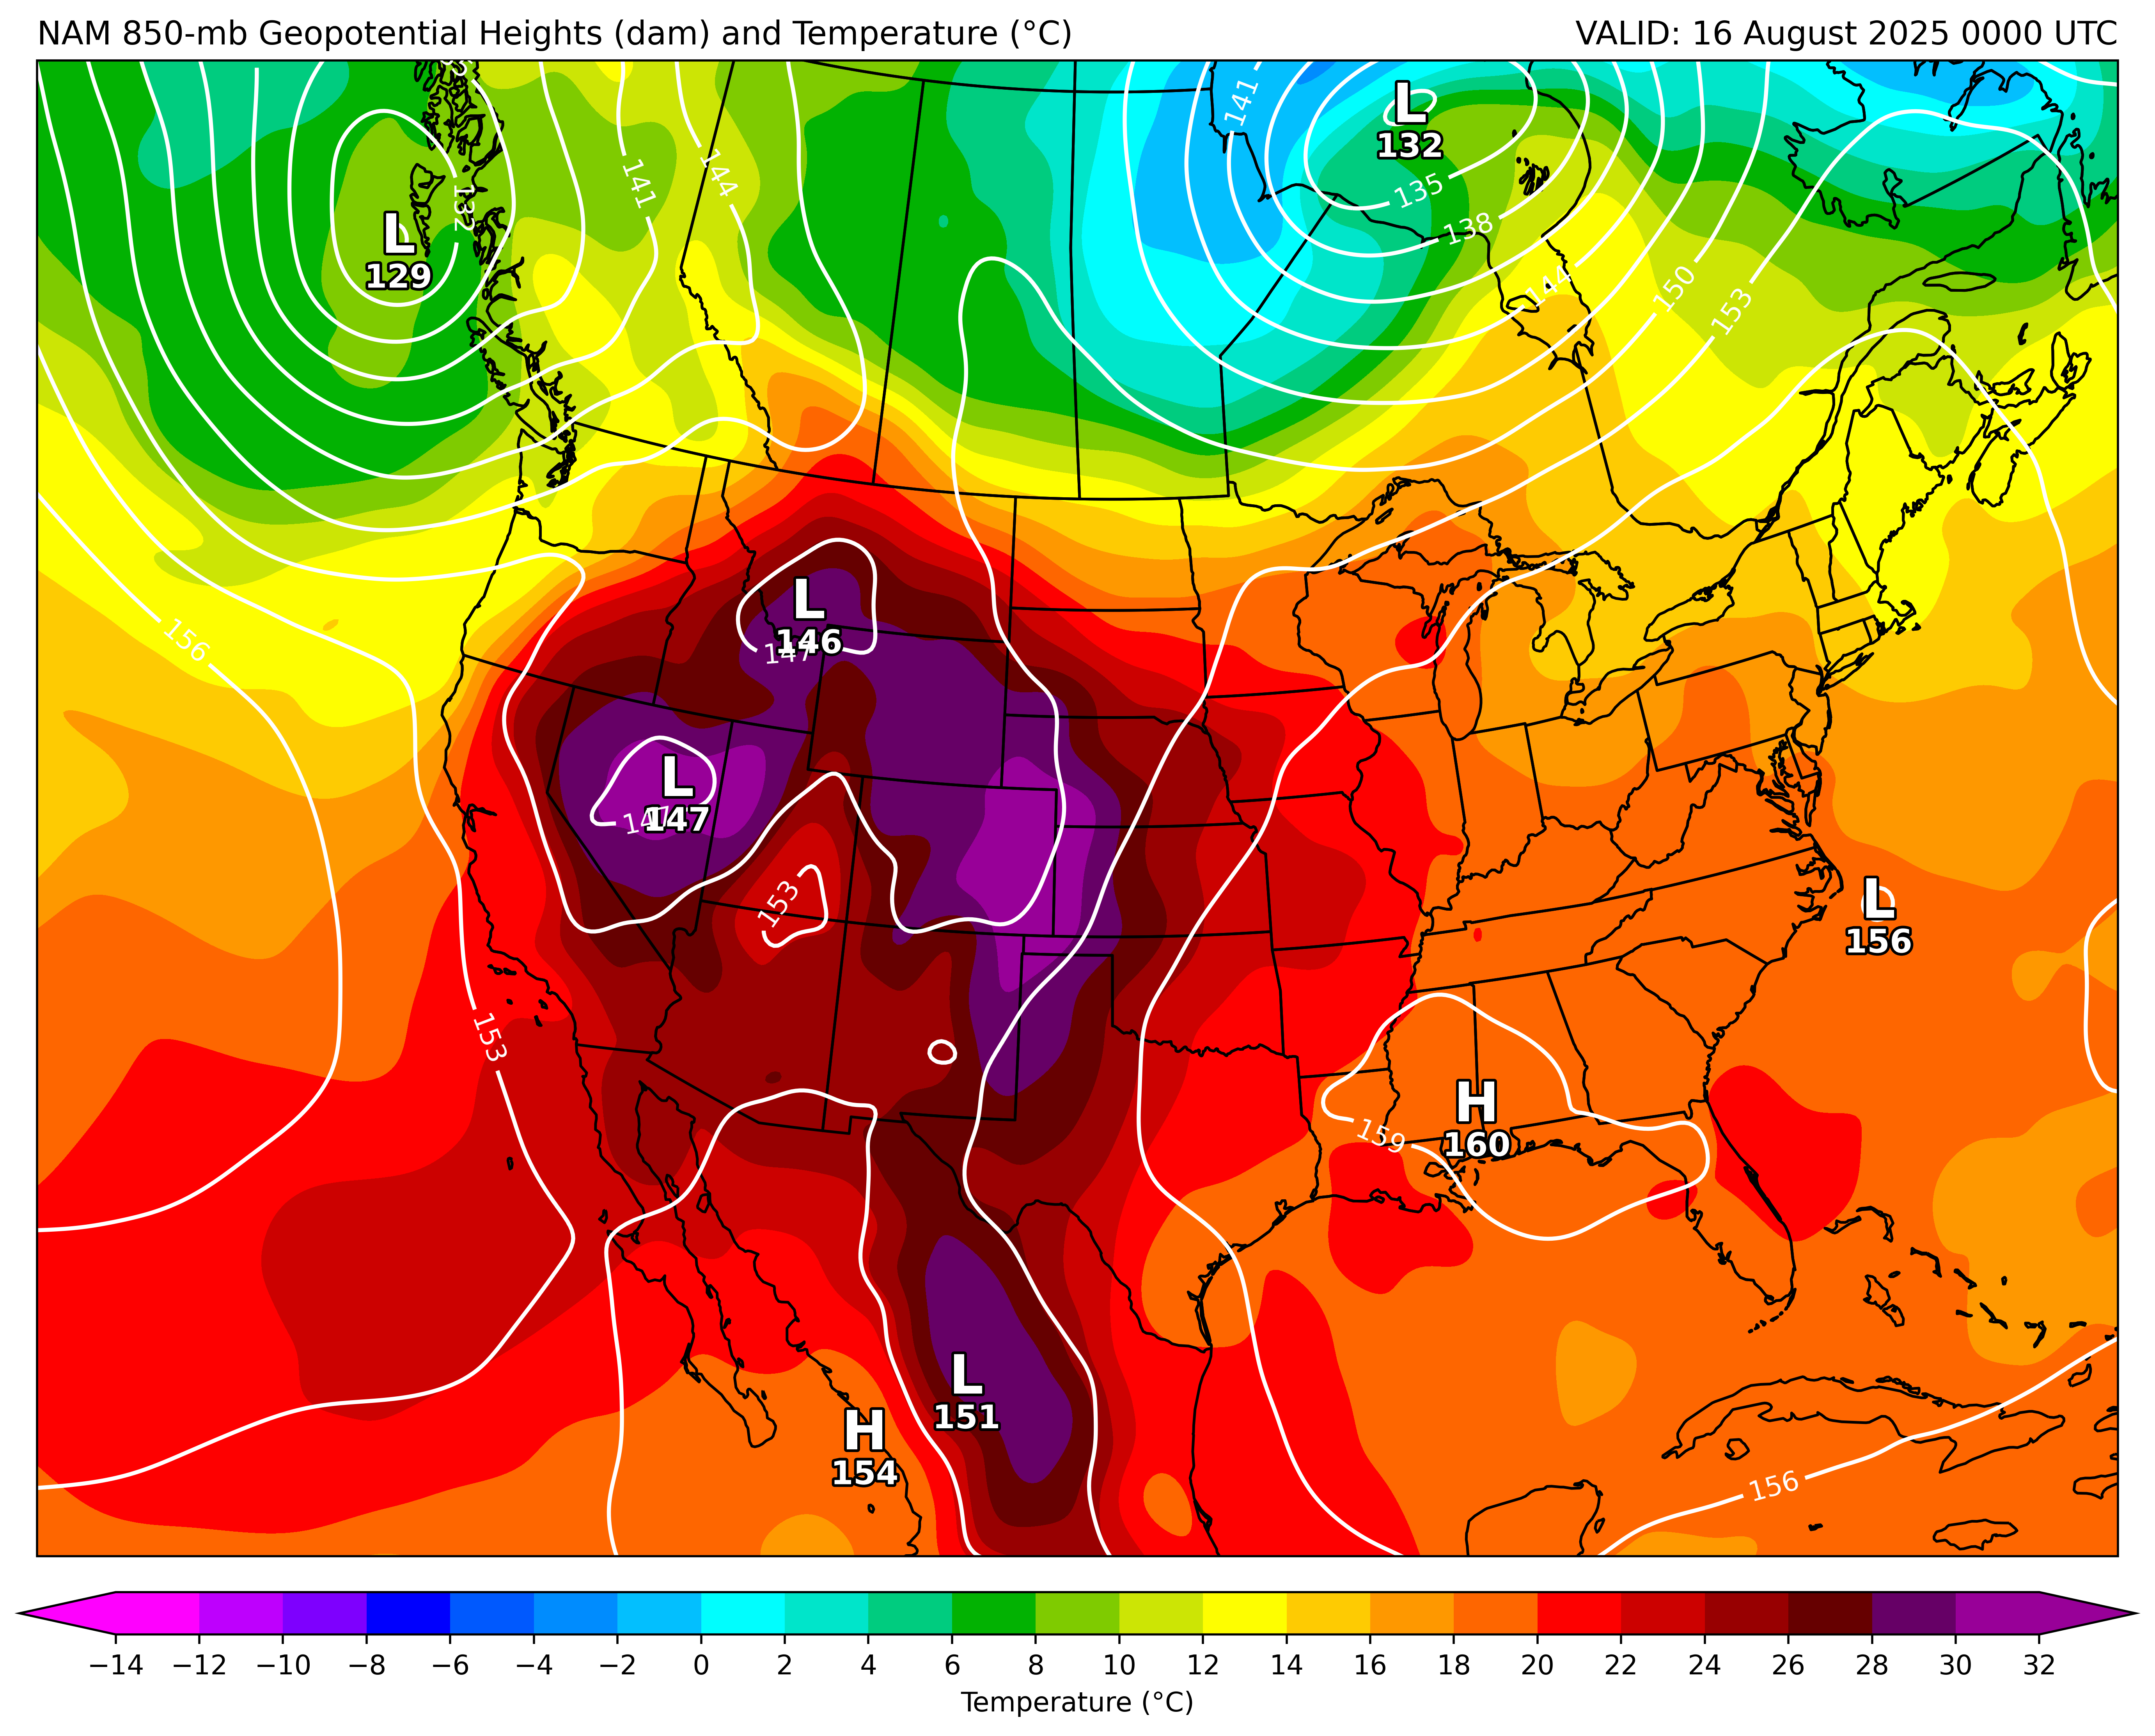 NAM 850-mb Geopotential Heights (dam) and Temperature (°C)
VALID: 16 August 2025 0000 UTC
141
L
132
144
141
132
135
L
129
138
144
150
153
L
146
147
156
L
147
147
153
L
156
153
H
160
159
L
151
H
154
156
−14 −12 −10 −8 −6 −4 −2 0 2 4 6 8 10 12 14 16 18 20 22 24 26 28 30 32
Temperature (°C)